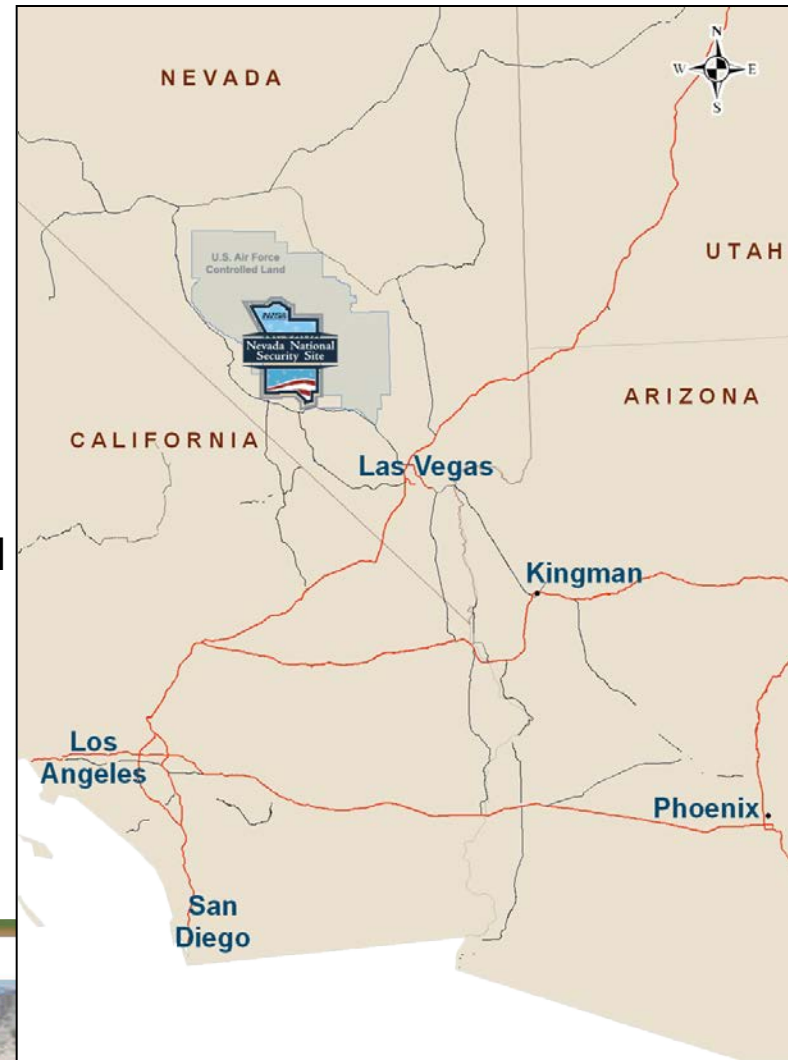 N
W E
S
NEVADA
UTAH
U.S. Air Force
Controlled Land
Nevada National
Security Site
ARIZONA
CALIFORNIA
Las Vegas
Kingman
Los
Angeles
Phoenix
San
Diego